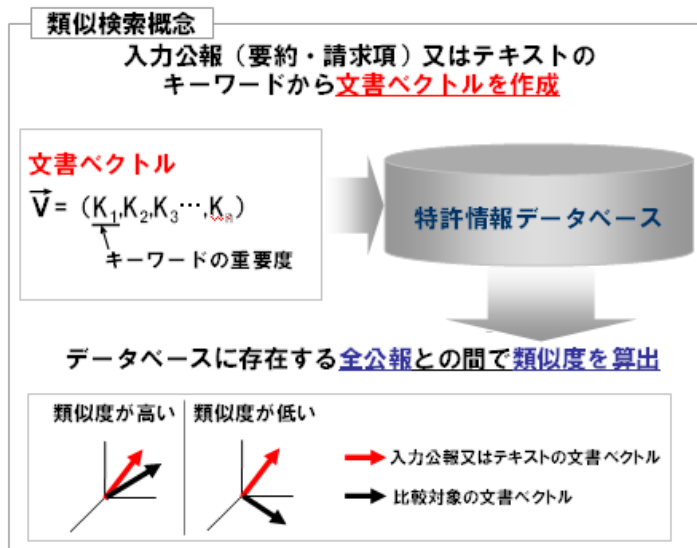 類似検索概念
入力公報（要約・請求項）又はテキストの
キーワードから文書ベクトルを作成
文書ベクトル
V = (K1,K2,K3…,Kn)
キーワードの重要度
特許情報データベース
データベースに存在する全公報との間で類似度を算出
類似度が高い
類似度が低い
入力公報又はテキストの文書ベクトル
比較対象の文書ベクトル